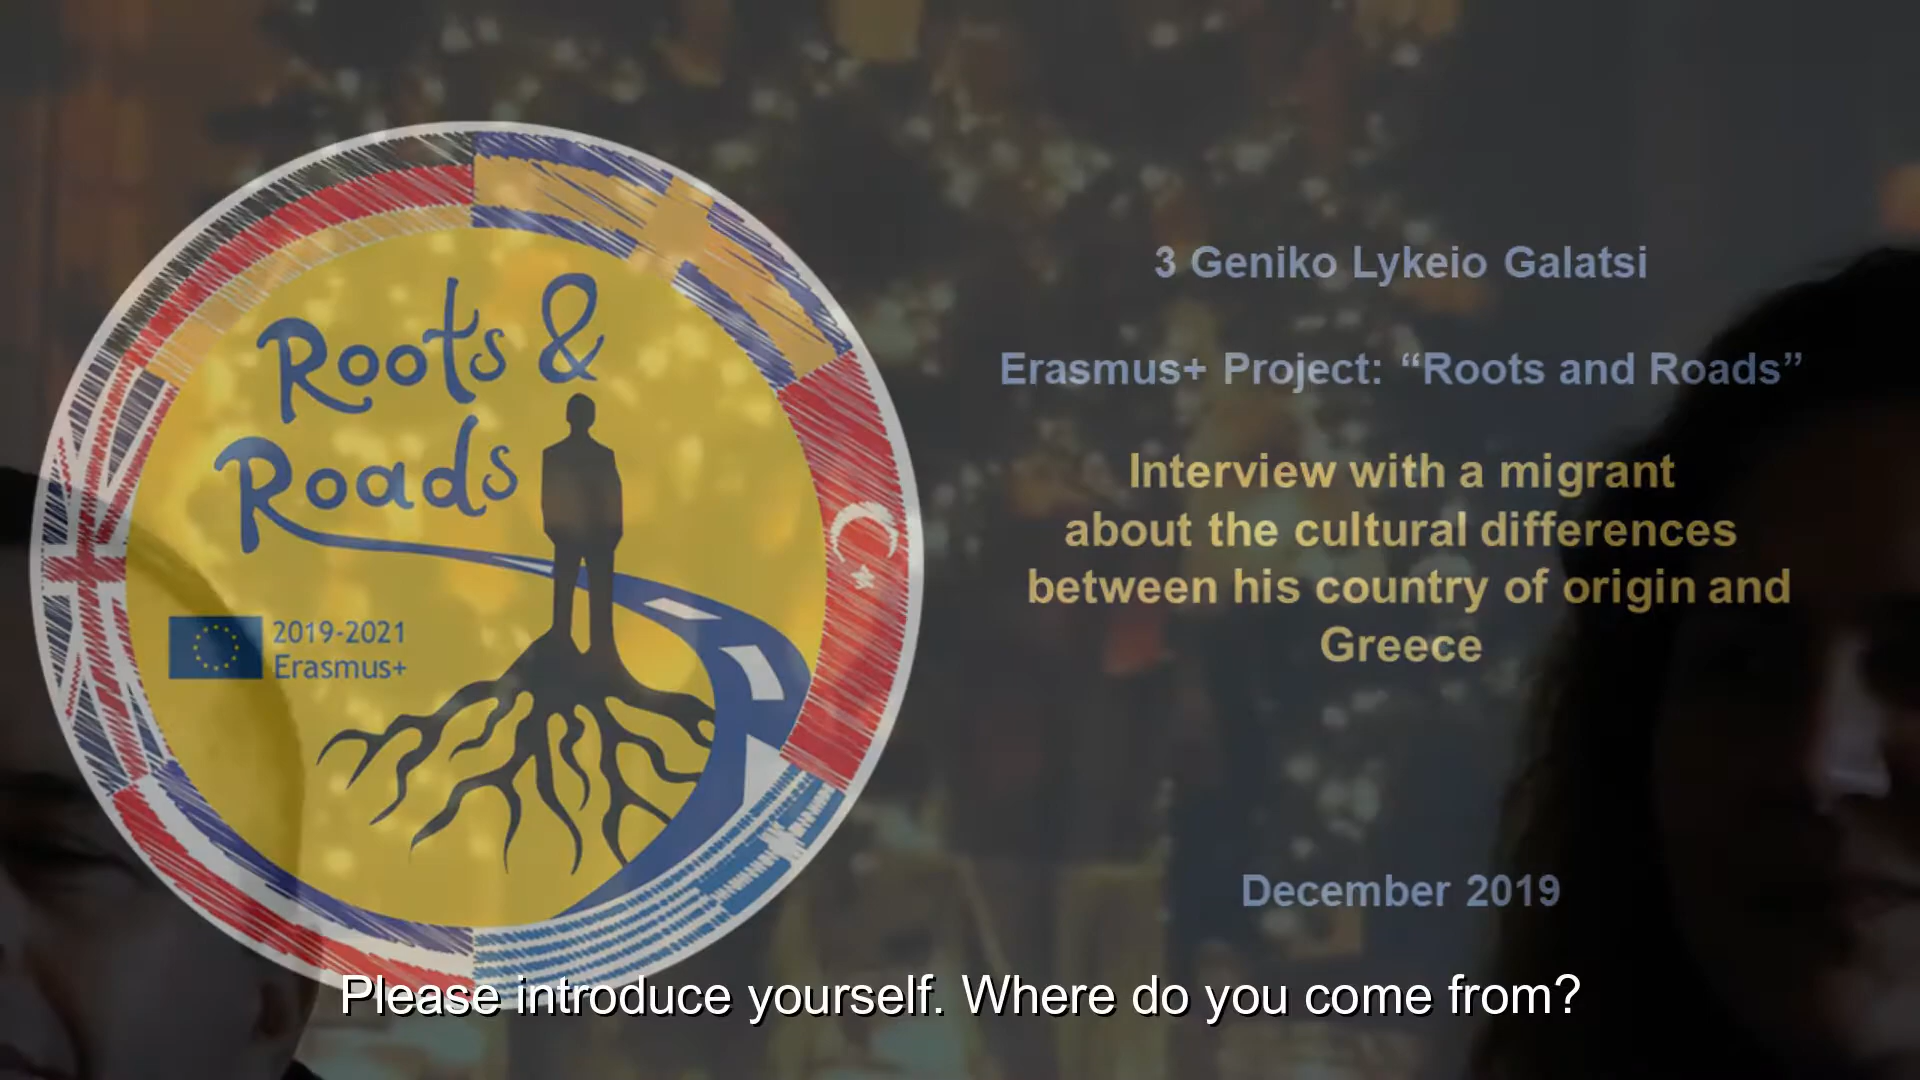 Roots &
Roads
2019-2021
Erasmus+
3 Geniko Lykeio Galatsi
Erasmus+ Project: “Roots and Roads”
Interview with a migrant
about the cultural differences
between his country of origin and
Greece
December 2019
Please introduce yourself. Where do you come from?